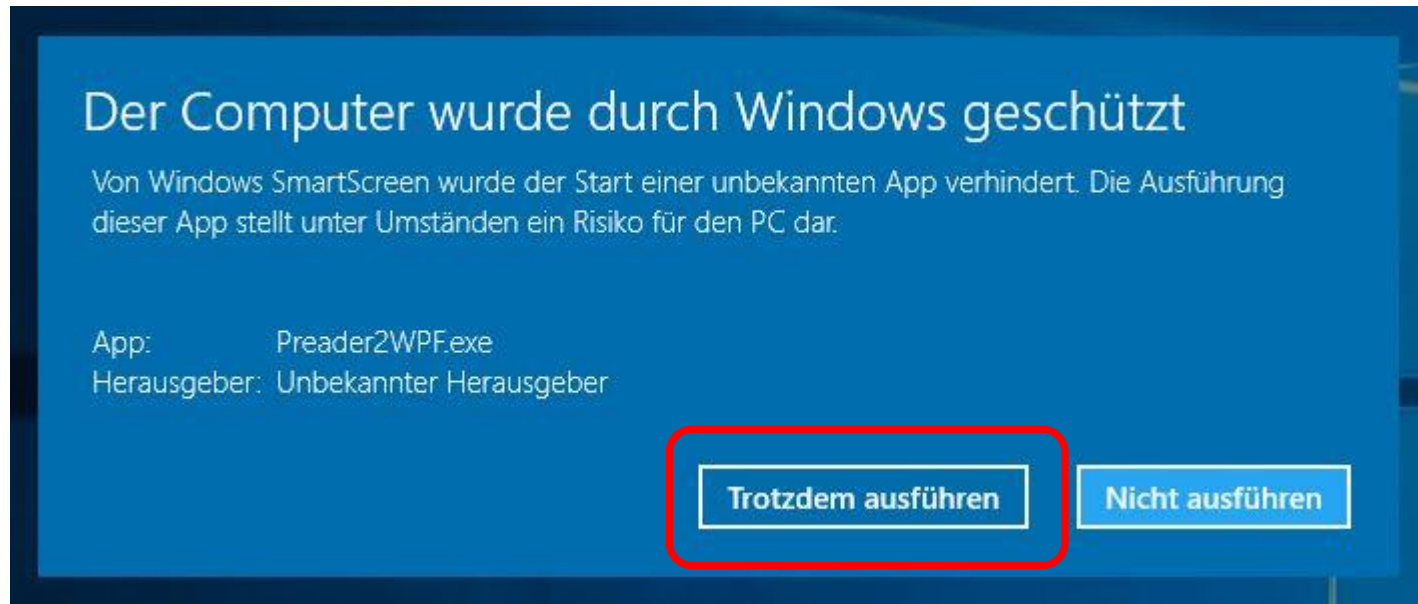 Der Computer wurde durch Windows geschützt
Von Windows SmartScreen wurde der Start einer unbekannten App verhindert. Die Ausführung
dieser App stellt unter Umständen ein Risiko für den PC dar.
App: Preader2WPF.exe
Herausgeber: Unbekannter Herausgeber
Trotzdem ausführen Nicht ausführen